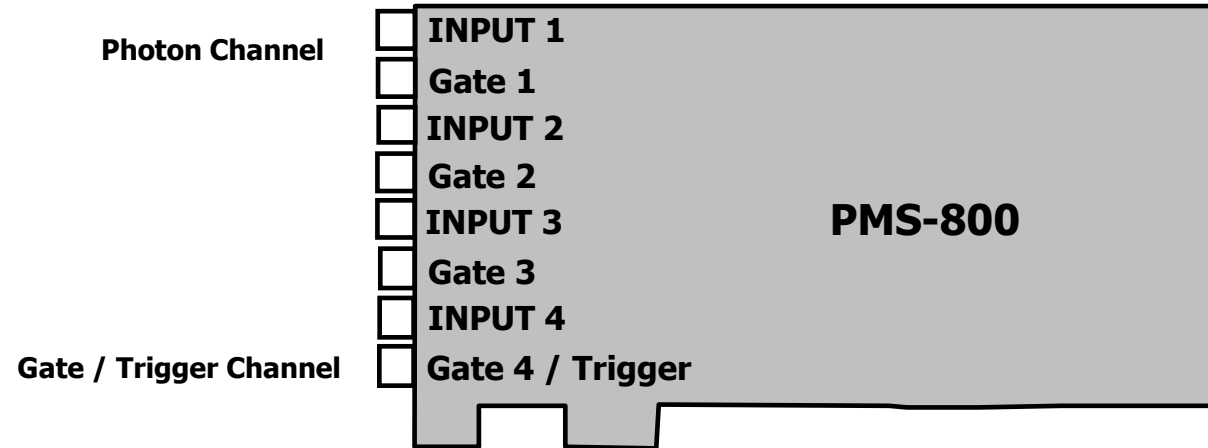 Photon Channel
INPUT 1
Gate 1
INPUT 2
Gate 2
INPUT 3
PMS-800
Gate 3
INPUT 4
Gate / Trigger Channel
Gate 4 / Trigger